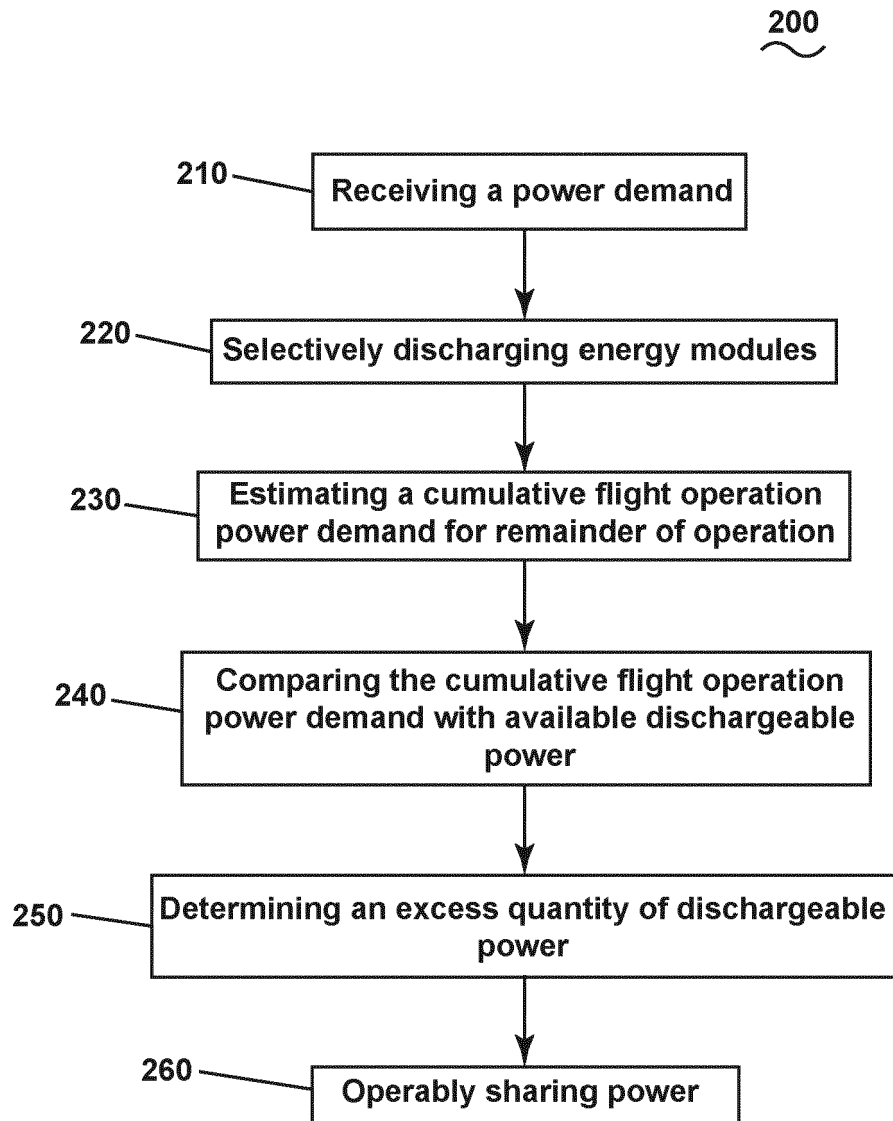 200
210
Receiving a power demand
220
Selectively discharging energy modules
230
Estimating a cumulative flight operation
power demand for remainder of operation
240
Comparing the cumulative flight operation
power demand with available dischargeable
power
250
Determining an excess quantity of dischargeable
power
260
Operably sharing power